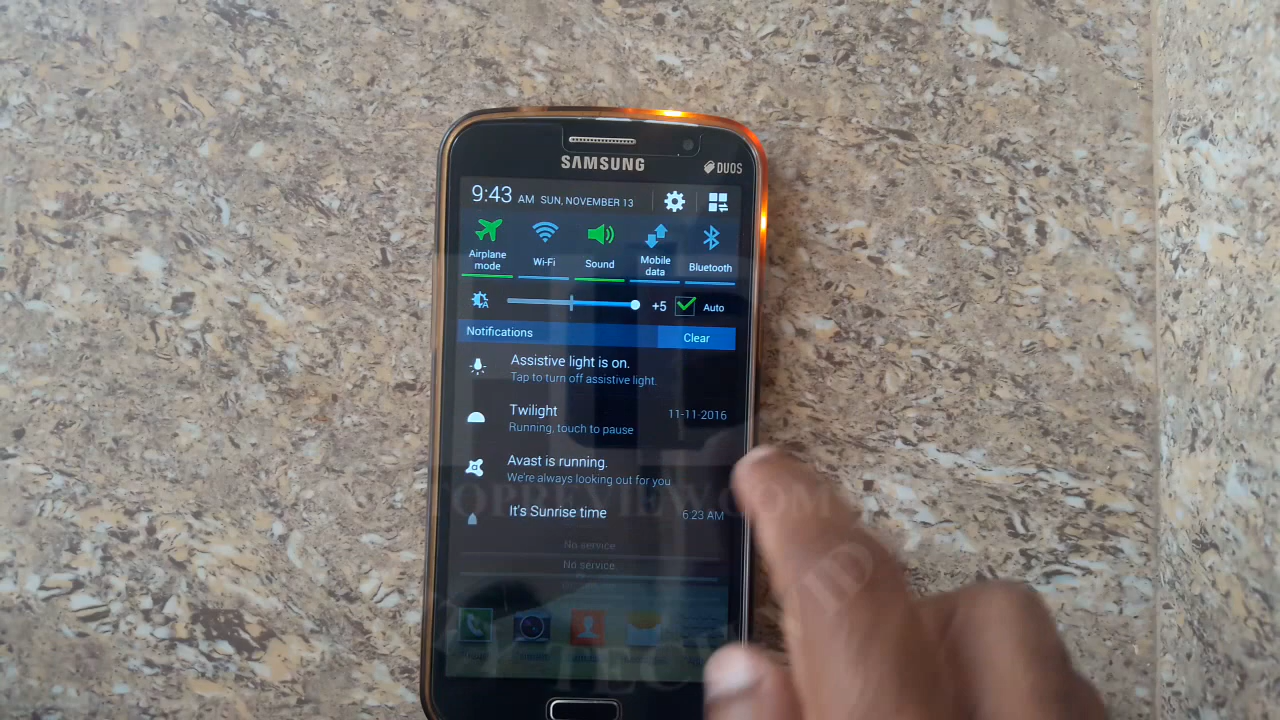 SAMSUNG
DUOS
9:43 AM SUN, NOVEMBER 13
Airplane mode
Wi-Fi
Sound
Mobile data
Bluetooth
+5
Auto
Notifications
Clear
Assistive light is on.
Tap to turn off assistive light.
Twilight
11-11-2016
Running, touch to pause
Avast is running.
We're always looking out for you
It's Sunrise time
6:23 AM
No service
No service